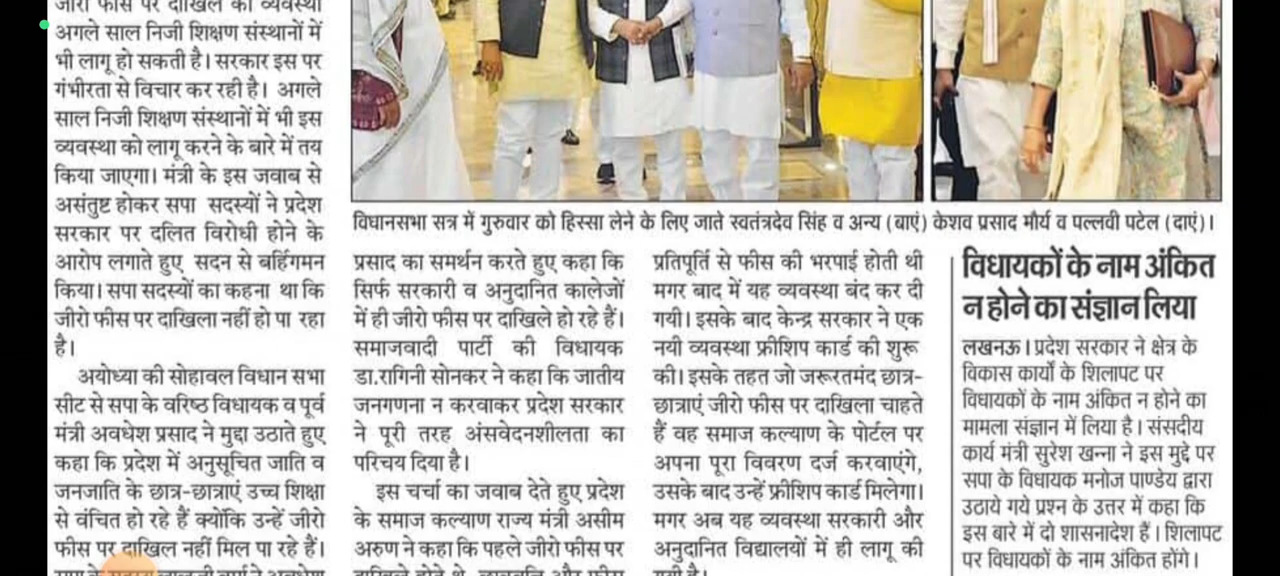 जीरो फीस पर दाखिले की व्यवस्था
अगले साल निजी शिक्षण संस्थानों में
भी लागू हो सकती है। सरकार इस पर
गंभीरता से विचार कर रही है। अगले
साल निजी शिक्षण संस्थानों में भी इस
व्यवस्था को लागू करने के बारे में तय
किया जाएगा। मंत्री के इस जवाब से
असंतुष्ट होकर सपा सदस्यों ने प्रदेश
सरकार पर दलित विरोधी होने के
आरोप लगाते हुए सदन से बहिंगमन
किया। सपा सदस्यों का कहना था कि
जीरो फीस पर दाखिला नहीं हो पा रहा
है।
अयोध्या की सोहावल विधान सभा
सीट से सपा के वरिष्ठ विधायक व पूर्व
मंत्री अवधेश प्रसाद ने मुद्दा उठाते हुए
कहा कि प्रदेश में अनुसूचित जाति व
जनजाति के छात्र-छात्राएं उच्च शिक्षा
से वंचित हो रहे हैं क्योंकि उन्हें जीरो
फीस पर दाखिल नहीं मिल पा रहे हैं।
विधानसभा सत्र में गुरुवार को हिस्सा लेने के लिए जाते स्वतंत्रदेव सिंह व अन्य (बाएं) केशव प्रसाद मौर्य व पल्लवी पटेल (दाएं)।
प्रसाद का समर्थन करते हुए कहा कि
सिर्फ सरकारी व अनुदानित कालेजों
में ही जीरो फीस पर दाखिले हो रहे हैं।
समाजवादी पार्टी की विधायक
डा.रागिनी सोनकर ने कहा कि जातीय
जनगणना न करवाकर प्रदेश सरकार
ने पूरी तरह अंसवेदनशीलता का
परिचय दिया है।
इस चर्चा का जवाब देते हुए प्रदेश
के समाज कल्याण राज्य मंत्री असीम
अरुण ने कहा कि पहले जीरो फीस पर
प्रतिपूर्ति से फीस की भरपाई होती थी
मगर बाद में यह व्यवस्था बंद कर दी
गयी। इसके बाद केन्द्र सरकार ने एक
नयी व्यवस्था फ्रीशिप कार्ड की शुरू
की। इसके तहत जो जरूरतमंद छात्र-
छात्राएं जीरो फीस पर दाखिला चाहते
हैं वह समाज कल्याण के पोर्टल पर
अपना पूरा विवरण दर्ज करवाएंगे,
उसके बाद उन्हें फ्रीशिप कार्ड मिलेगा।
मगर अब यह व्यवस्था सरकारी और
अनुदानित विद्यालयों में ही लागू की
गयी है।
विधायकों के नाम अंकित
न होने का संज्ञान लिया
लखनऊ। प्रदेश सरकार ने क्षेत्र के
विकास कार्यों के शिलापट पर
विधायकों के नाम अंकित न होने का
मामला संज्ञान में लिया है। संसदीय
कार्य मंत्री सुरेश खन्ना ने इस मुद्दे पर
सपा के विधायक मनोज पाण्डेय द्वारा
उठाये गये प्रश्न के उत्तर में कहा कि
इस बारे में दो शासनादेश हैं। शिलापट
पर विधायकों के नाम अंकित होंगे।